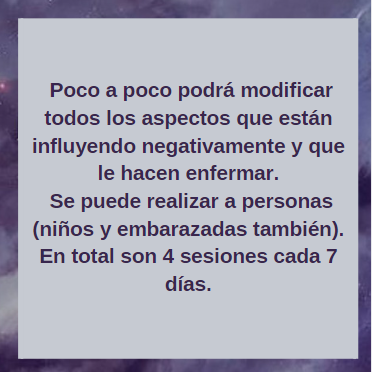 Poco a poco podrá modificar
todos los aspectos que están
influyendo negativamente y que
le hacen enfermar.
Se puede realizar a personas
(niños y embarazadas también).
En total son 4 sesiones cada 7
días.